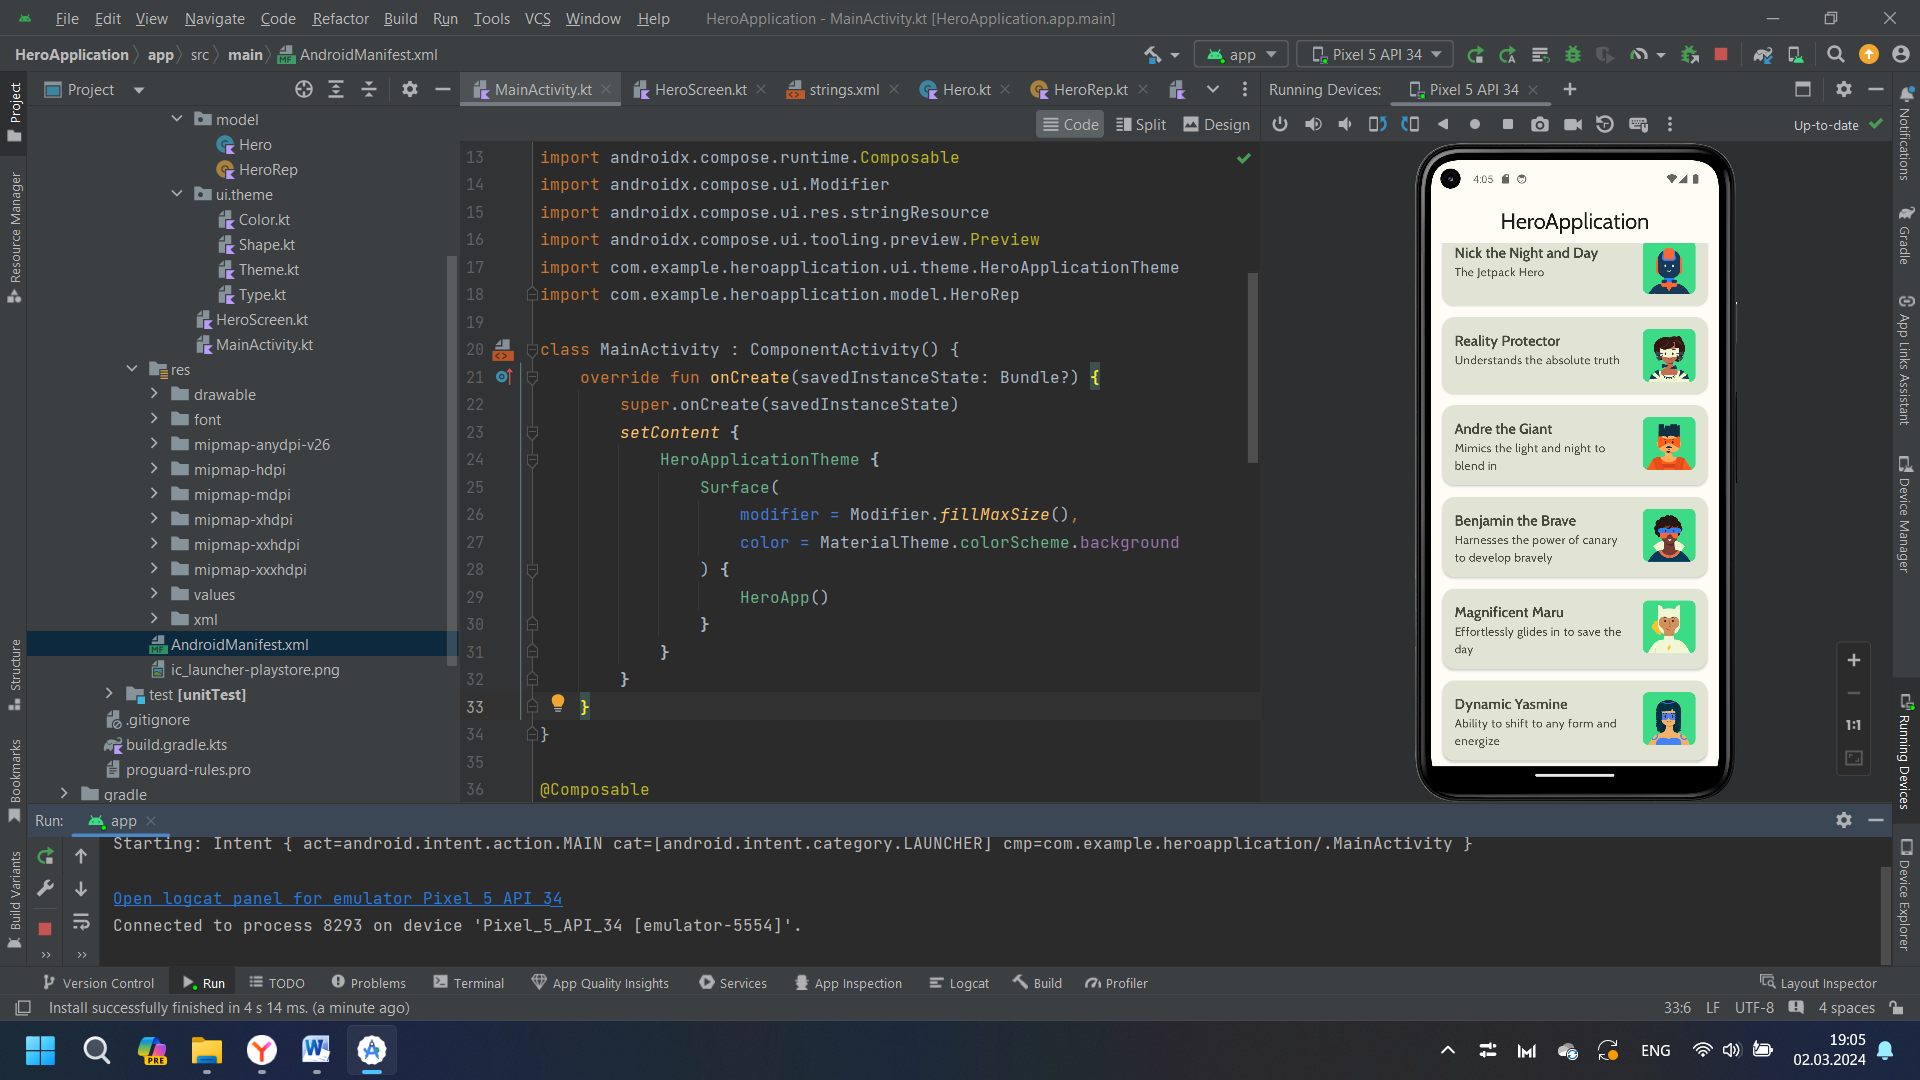 File Edit View Navigate Code Refactor Build Run Tools VCS Window Help HeroApplication - MainActivity.kt [HeroApplication.app.main]
HeroApplication app src main AndroidManifest.xml app Pixel 5 API 34
Project
MainActivity.kt HeroScreen.kt strings.xml Hero.kt HeroRep.kt
Running Devices: Pixel 5 API 34
Code Split Design
Up-to-date
Project
Resource Manager
Structure
Bookmarks
Build Variants
model
Hero
HeroRep
ui.theme
Color.kt
Shape.kt
Theme.kt
Type.kt
HeroScreen.kt
MainActivity.kt
res
drawable
font
mipmap-anydpi-v26
mipmap-hdpi
mipmap-mdpi
mipmap-xhdpi
mipmap-xxhdpi
mipmap-xxxhdpi
values
xml
AndroidManifest.xml
ic_launcher-playstore.png
test [unitTest]
.gitignore
build.gradle.kts
proguard-rules.pro
gradle
13 import androidx.compose.runtime.Composable
14 import androidx.compose.ui.Modifier
15 import androidx.compose.ui.res.stringResource
16 import androidx.compose.ui.tooling.preview.Preview
17 import com.example.heroapplication.ui.theme.HeroApplicationTheme
18 import com.example.heroapplication.model.HeroRep
19
20 class MainActivity : ComponentActivity() {
21 override fun onCreate(savedInstanceState: Bundle?) {
22 super.onCreate(savedInstanceState)
23 setContent {
24 HeroApplicationTheme {
25 Surface(
26 modifier = Modifier.fillMaxSize(),
27 color = MaterialTheme.colorScheme.background
28 ) {
29 HeroApp()
30 }
31 }
32 }
33 }
34 }
35
36 @Composable
4:05
HeroApplication
Nick the Night and Day
The Jetpack Hero
Reality Protector
Understands the absolute truth
Andre the Giant
Mimics the light and night to
blend in
Benjamin the Brave
Harnesses the power of canary
to develop bravely
Magnificent Maru
Effortlessly glides in to save the
day
Dynamic Yasmine
Ability to shift to any form and
energize
1:1
Notifications
Gradle
App Links Assistant
Device Manager
Running Devices
Device Explorer
Run: app
Starting: Intent { act=android.intent.action.MAIN cat=[android.intent.category.LAUNCHER] cmp=com.example.heroapplication/.MainActivity }
Open logcat panel for emulator Pixel 5 API 34
Connected to process 8293 on device 'Pixel_5_API_34 [emulator-5554]'.
Version Control Run TODO Problems Terminal App Quality Insights Services App Inspection Logcat Build Profiler Layout Inspector
Install successfully finished in 4 s 14 ms. (a minute ago) 33:6 LF UTF-8 4 spaces
PRE
ENG
19:05
02.03.2024